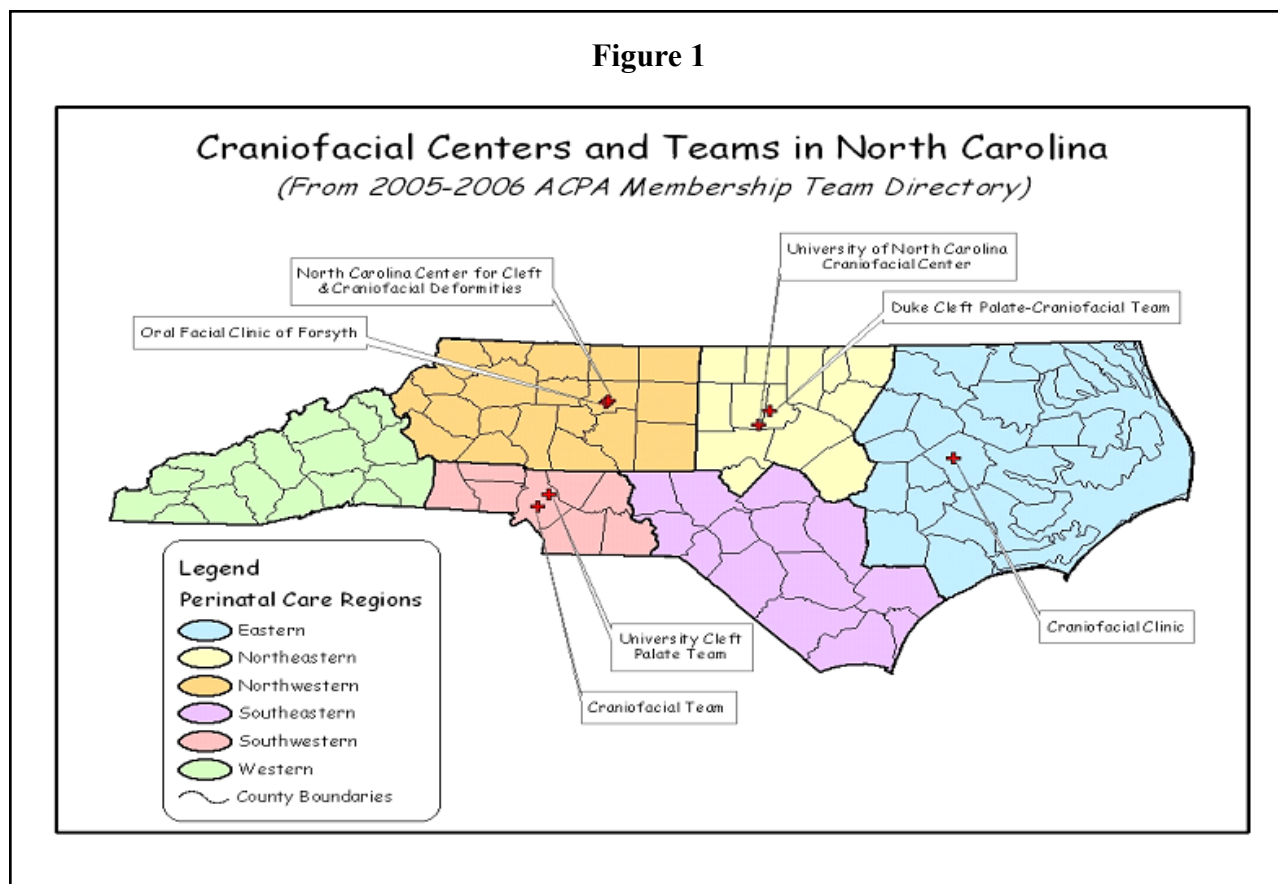 Figure 1
Craniofacial Centers and Teams in North Carolina
(From 2005-2006 ACPA Membership Team Directory)
University of North Carolina
Craniofacial Center
North Carolina Center for Cleft
& Craniofacial Deformities
Duke Cleft Palate-Craniofacial Team
Oral Facial Clinic of Forsyth
Legend
Perinatal Care Regions
Eastern
Northeastern
Northwestern
Southeastern
Southwestern
Western
County Boundaries
University Cleft
Palate Team
Craniofacial Team
Craniofacial Clinic